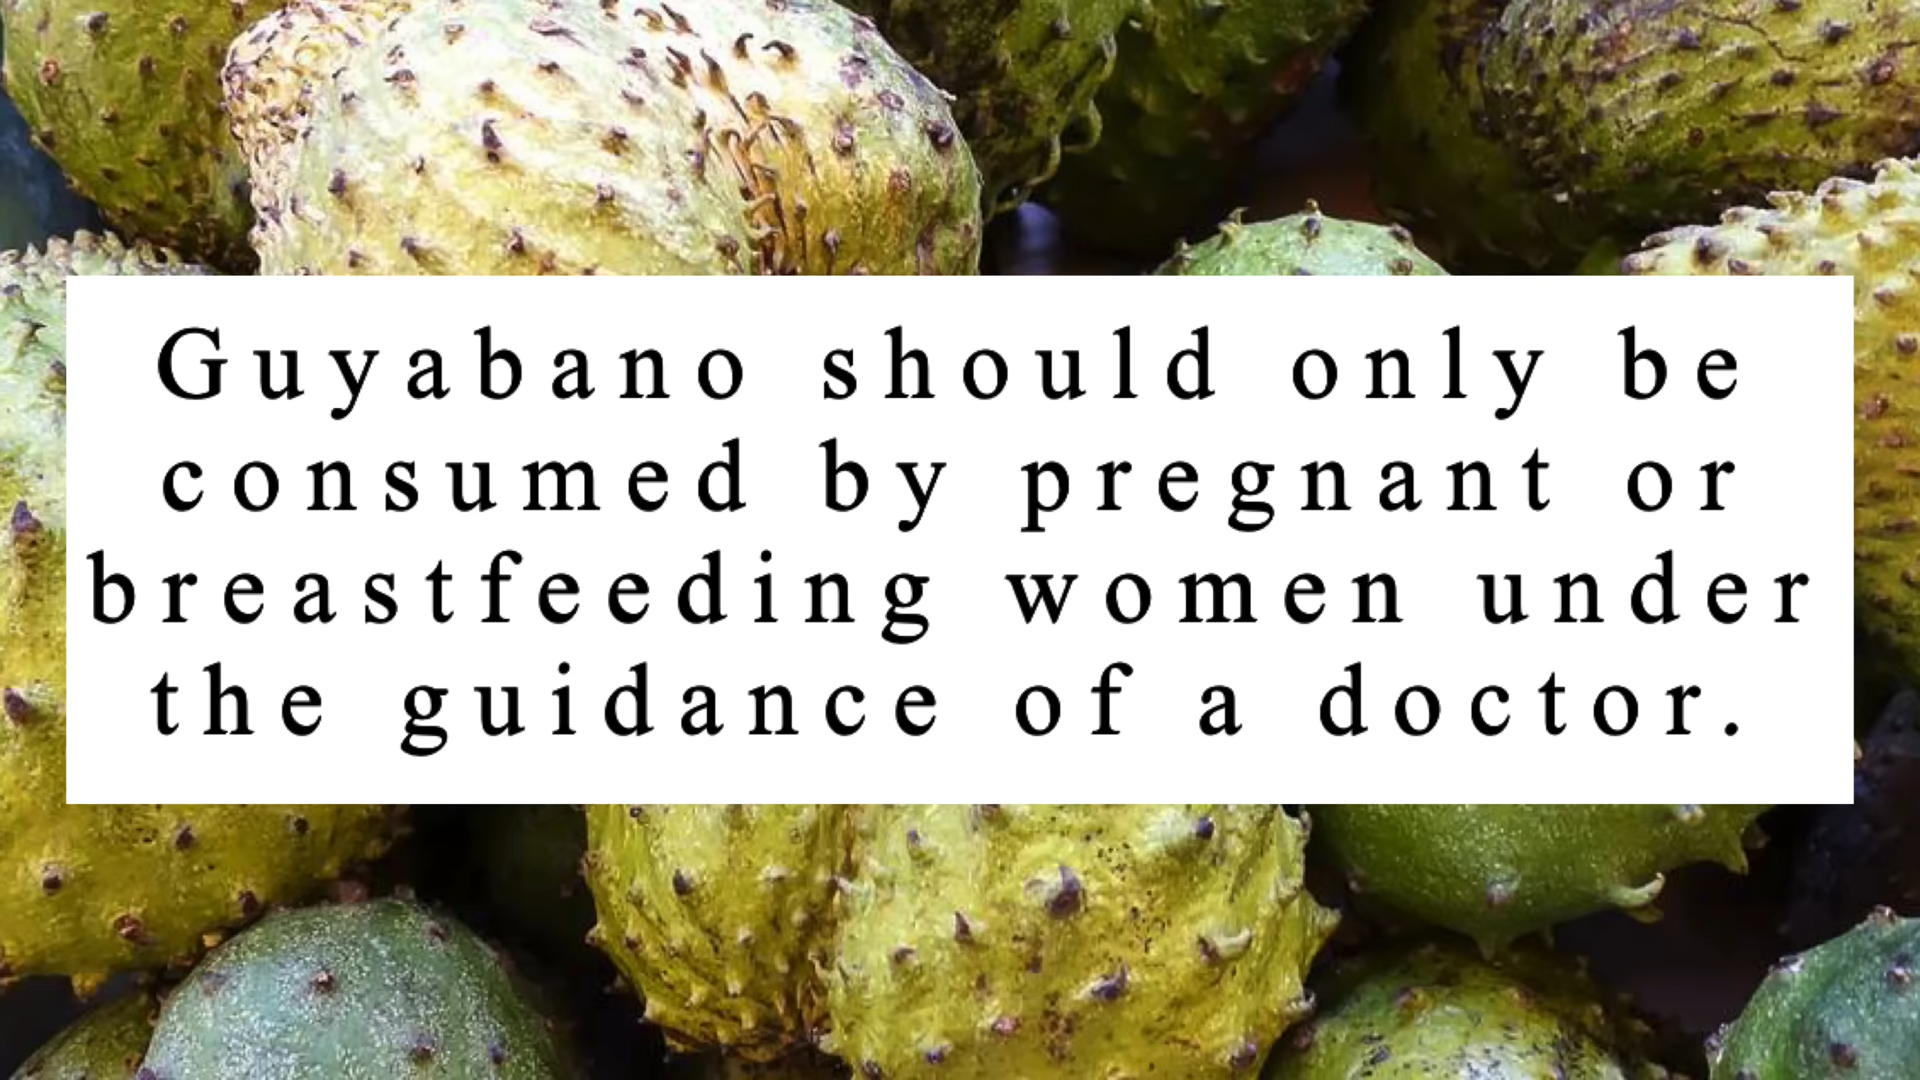 Guyabano should only be
consumed by pregnant or
breastfeeding women under
the guidance of a doctor.